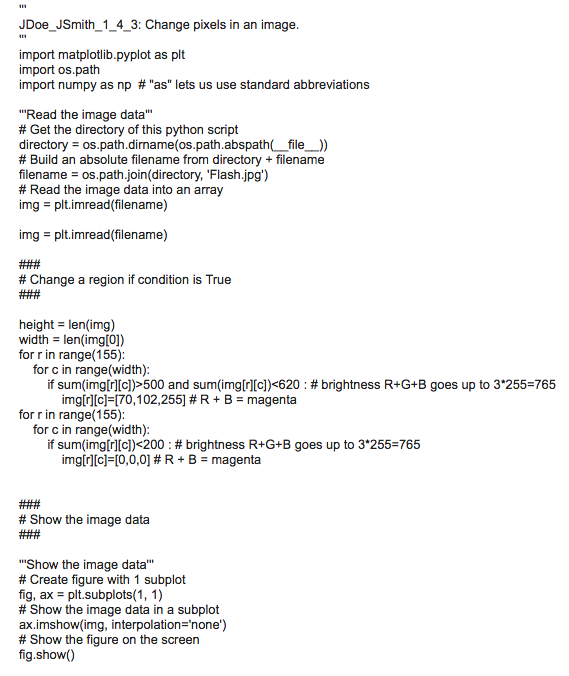 '''
JDoe_JSmith_1_4_3: Change pixels in an image.
'''
import matplotlib.pyplot as plt
import os.path
import numpy as np  # "as" lets us use standard abbreviations

'''Read the image data'''
# Get the directory of this python script
directory = os.path.dirname(os.path.abspath(__file__))
# Build an absolute filename from directory + filename
filename = os.path.join(directory, 'Flash.jpg')
# Read the image data into an array
img = plt.imread(filename)

img = plt.imread(filename)

###
# Change a region if condition is True
###

height = len(img)
width = len(img[0])
for r in range(155):
    for c in range(width):
        if sum(img[r][c])>500 and sum(img[r][c])<620 : # brightness R+G+B goes up to 3*255=765
            img[r][c]=[70,102,255] # R + B = magenta
for r in range(155):
    for c in range(width):
        if sum(img[r][c])<200 : # brightness R+G+B goes up to 3*255=765
            img[r][c]=[0,0,0] # R + B = magenta

###
# Show the image data
###

'''Show the image data'''
# Create figure with 1 subplot
fig, ax = plt.subplots(1, 1)
# Show the image data in a subplot
ax.imshow(img, interpolation='none')
# Show the figure on the screen
fig.show()